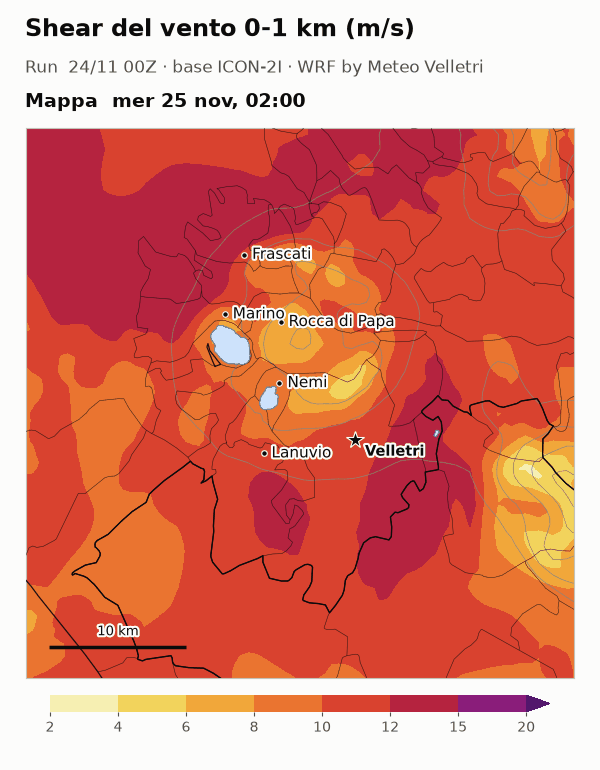 Shear del vento 0-1 km (m/s)
Run  24/11 00Z · base ICON-2I · WRF by Meteo Velletri
Mappa  mer 25 nov, 02:00
Frascati
Marino
Rocca di Papa
Nemi
Velletri
Lanuvio
10 km
2 4 6 8 10 12 15 20